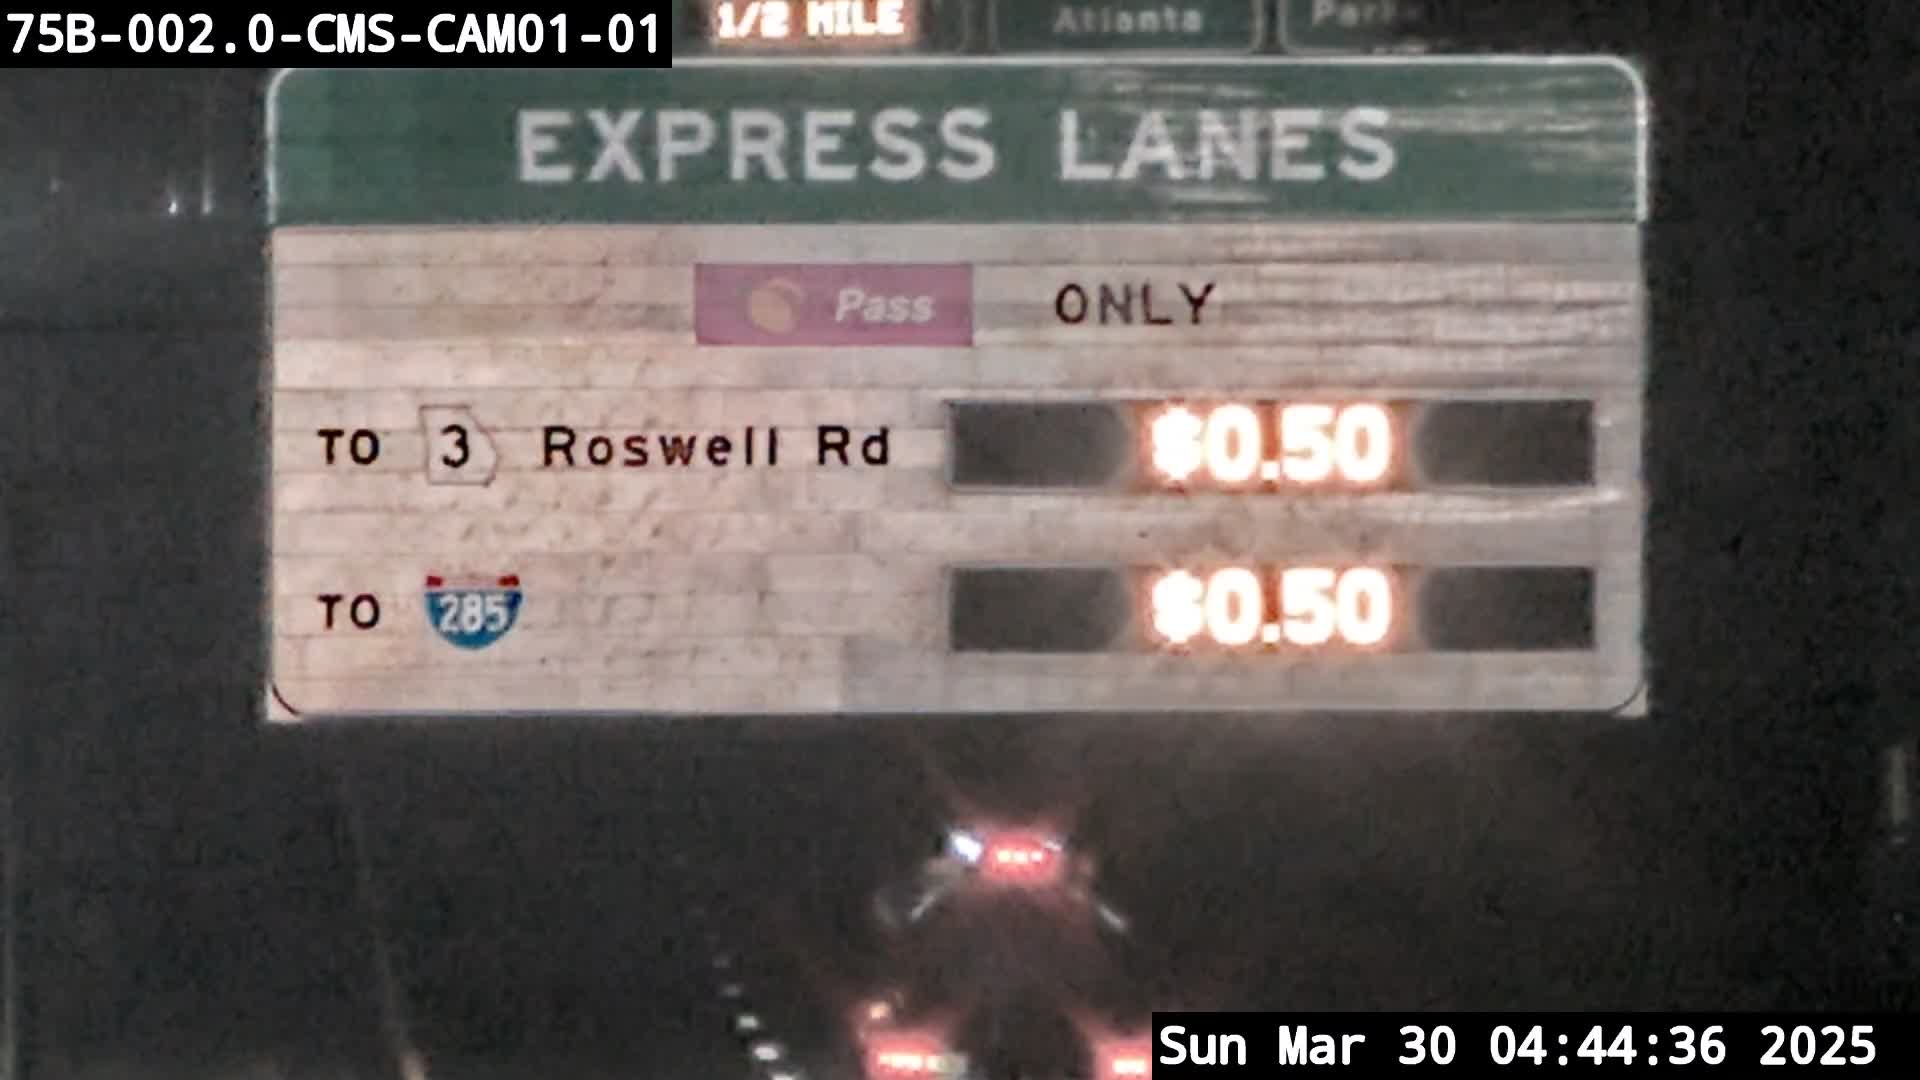 75B-002.0-CMS-CAM01-01
1/2 MILE
Atlanta
EXPRESS LANES
Pass ONLY
TO 3 Roswell Rd $0.50
TO 285 $0.50
Sun Mar 30 04:44:36 2025